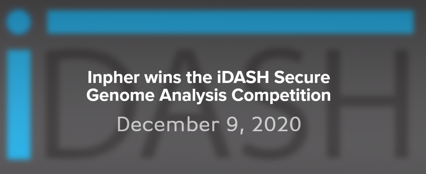 iDASH
Inpher wins the iDASH Secure
Genome Analysis Competition
December 9, 2020